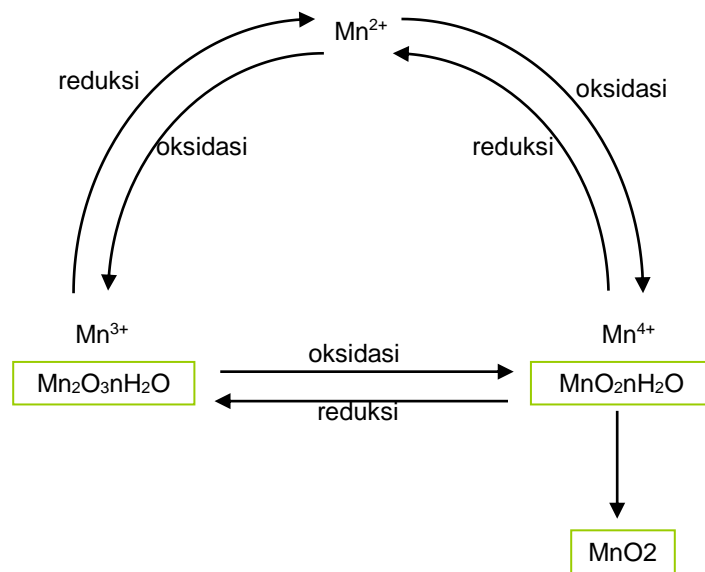 Mn²⁺
reduksi
oksidasi
oksidasi
reduksi
Mn³⁺
Mn⁴⁺
oksidasi
Mn₂O₃nH₂O
MnO₂nH₂O
reduksi
MnO2